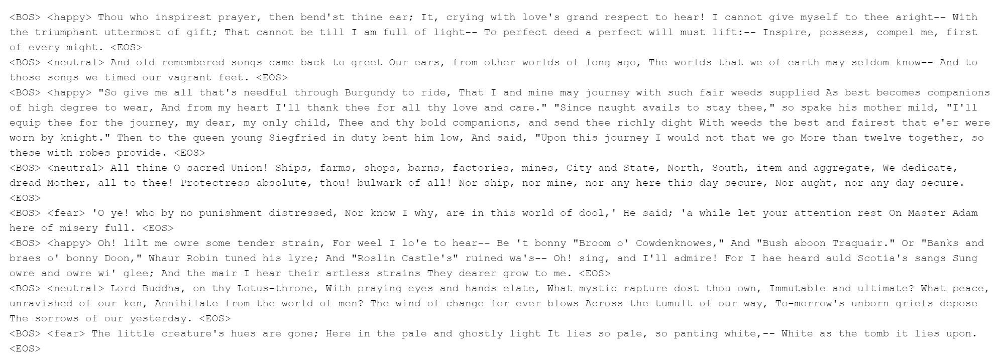 <BOS> <happy> Thou who inspirest prayer, then bend'st thine ear; It, crying with love's grand respect to hear! I cannot give myself to thee aright-- With
the triumphant uttermost of gift; That cannot be till I am full of light-- To perfect deed a perfect will must lift:-- Inspire, possess, compel me, first
of every might. <EOS>
<BOS> <neutral> And old remembered songs came back to greet Our ears, from other worlds of long ago, The worlds that we of earth may seldom know-- And to
those songs we timed our vagrant feet. <EOS>
<BOS> <happy> "So give me all that's needful through Burgundy to ride, That I and mine may journey with such fair weeds supplied As best becomes companions
of high degree to wear, And from my heart I'll thank thee for all thy love and care." "Since naught avails to stay thee," so spake his mother mild, "I'll
equip thee for the journey, my dear, my only child, Thee and thy bold companions, and send thee richly dight With weeds the best and fairest that e'er were
worn by knight." Then to the queen young Siegfried in duty bent him low, And said, "Upon this journey I would not that we go More than twelve together, so
these with robes provide. <EOS>
<BOS> <neutral> All thine O sacred Union! Ships, farms, shops, barns, factories, mines, City and State, North, South, item and aggregate, We dedicate,
dread Mother, all to thee! Protectress absolute, thou! bulwark of all! Nor ship, nor mine, nor any here this day secure, Nor aught, nor any day secure.
<EOS>
<BOS> <fear> 'O ye! who by no punishment distressed, Nor know I why, are in this world of dool,' He said; 'a while let your attention rest On Master Adam
here of misery full. <EOS>
<BOS> <happy> Oh! lilt me owre some tender strain, For weel I lo'e to hear-- Be 't bonny "Broom o' Cowdenknowes," And "Bush aboon Traquair." Or "Banks and
braes o' bonny Doon," Whaur Robin tuned his lyre; And "Roslin Castle's" ruined wa's-- Oh! sing, and I'll admire! For I hae heard auld Scotia's sangs Sung
owre and owre wi' glee; And the mair I hear their artless strains They dearer grow to me. <EOS>
<BOS> <neutral> Lord Buddha, on thy Lotus-throne, With praying eyes and hands elate, What mystic rapture dost thou own, Immutable and ultimate? What peace,
unravished of our ken, Annihilate from the world of men? The wind of change for ever blows Across the tumult of our way, To-morrow's unborn griefs depose
The sorrows of our yesterday. <EOS>
<BOS> <fear> The little creature's hues are gone; Here in the pale and ghostly light It lies so pale, so panting white,-- White as the tomb it lies upon.
<EOS>